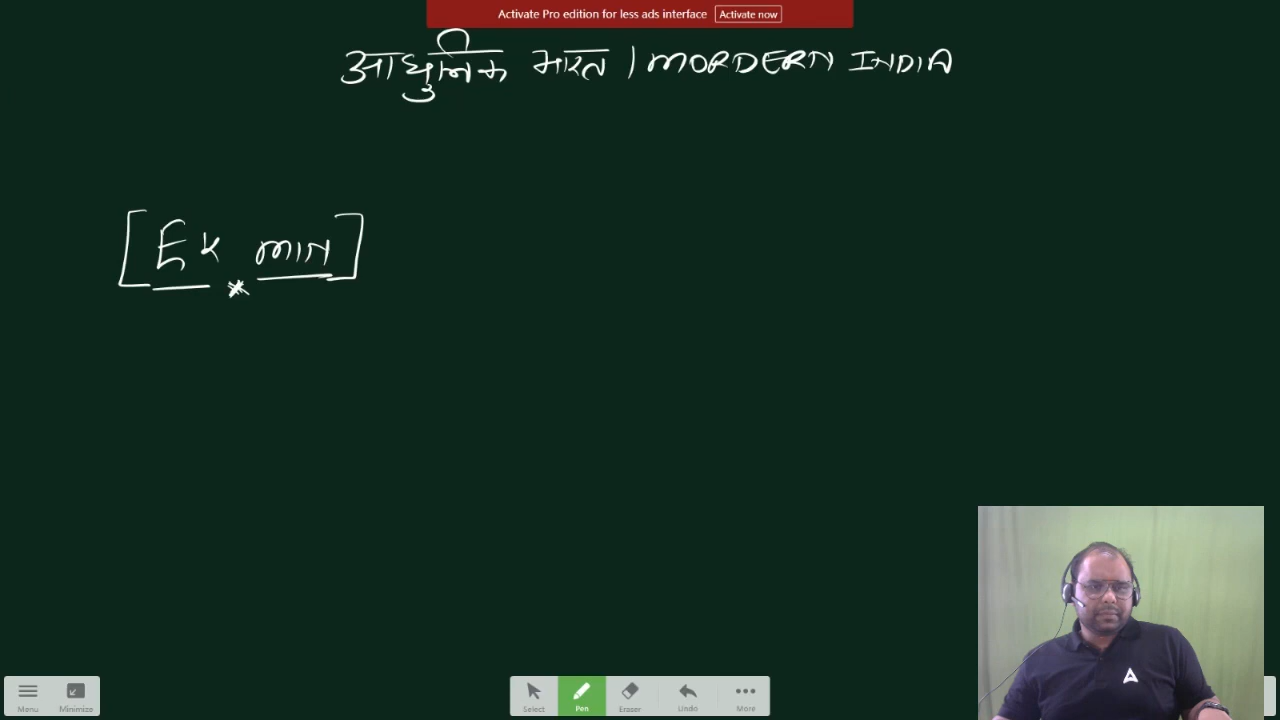 Activate Pro edition for less ads interface Activate now
आधुनिक भारत / MORDERN INDIA
[EK MIN]
*
Menu Minimize Select Pen Eraser Undo More